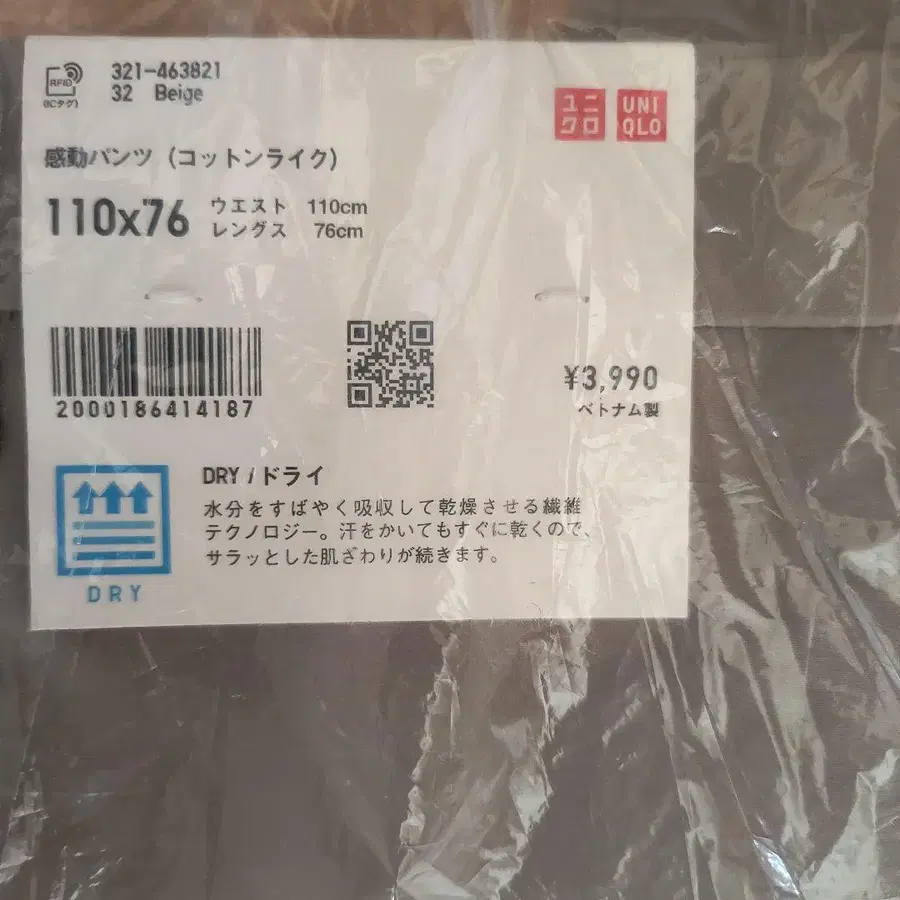 RFID
(ICタグ)
321-463821
32 Beige
ユニ
クロ
UNI
QLO
感動パンツ (コットンライク)
110x76
ウエスト 110cm
レングス 76cm
2000186414187
¥3,990
ベトナム製
DRY
DRY / ドライ
水分をすばやく吸収して乾燥させる繊維
テクノロジー。汗をかいてもすぐに乾くので、
サラッとした肌ざわりが続きます。